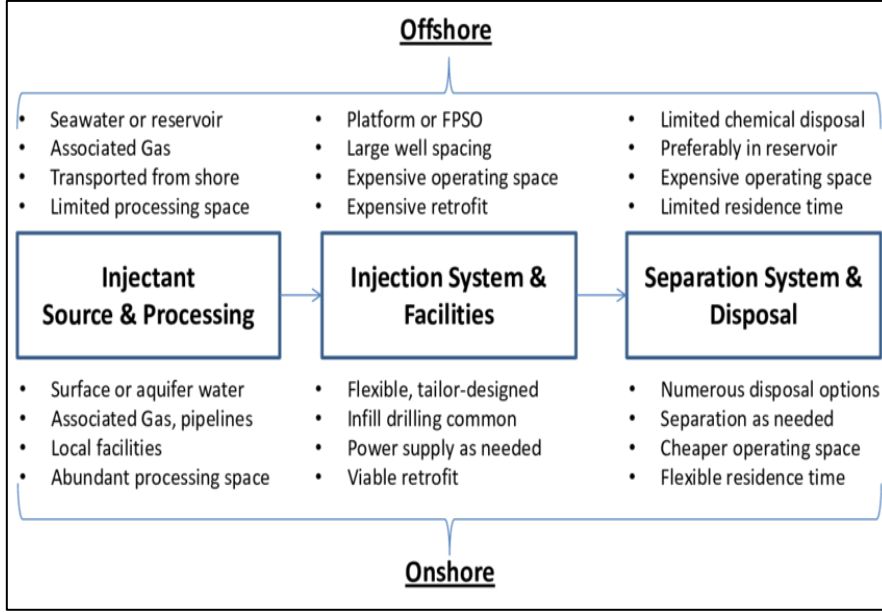 Offshore
• Seawater or reservoir
• Associated Gas
• Transported from shore
• Limited processing space
• Platform or FPSO
• Large well spacing
• Expensive operating space
• Expensive retrofit
• Limited chemical disposal
• Preferably in reservoir
• Expensive operating space
• Limited residence time
Injectant
Source & Processing
Injection System &
Facilities
Separation System &
Disposal
• Surface or aquifer water
• Associated Gas, pipelines
• Local facilities
• Abundant processing space
• Flexible, tailor-designed
• Infill drilling common
• Power supply as needed
• Viable retrofit
• Numerous disposal options
• Separation as needed
• Cheaper operating space
• Flexible residence time
Onshore